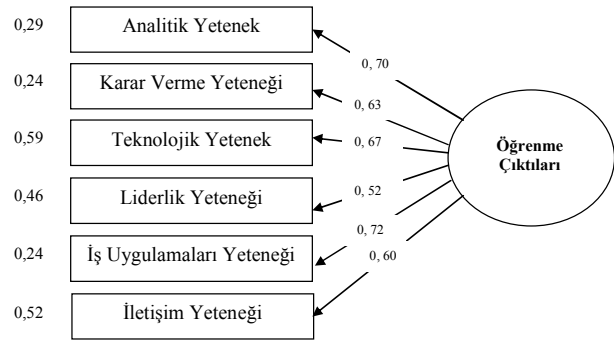 0,29 Analitik Yetenek 0, 70
0,24 Karar Verme Yeteneği 0, 63
0,59 Teknolojik Yetenek 0, 67
Öğrenme
Çıktıları
0,46 Liderlik Yeteneği 0, 52
0,24 İş Uygulamaları Yeteneği 0, 72
0,52 İletişim Yeteneği 0, 60